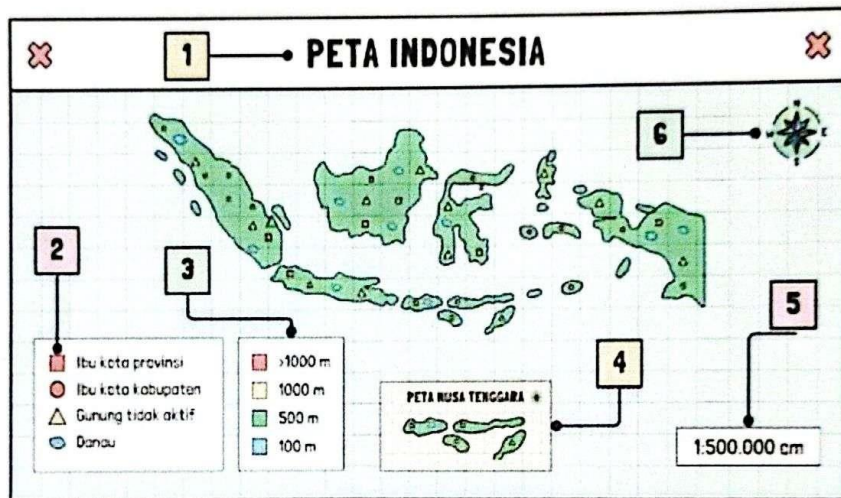 1
PETA INDONESIA
6
N
W
E
S
2
3
5
4
Ibu kota provinsi
Ibu kota kabupaten
Gunung tidak aktif
Danau
>1000 m
1000 m
500 m
100 m
PETA NUSA TENGGARA
1:500.000 cm